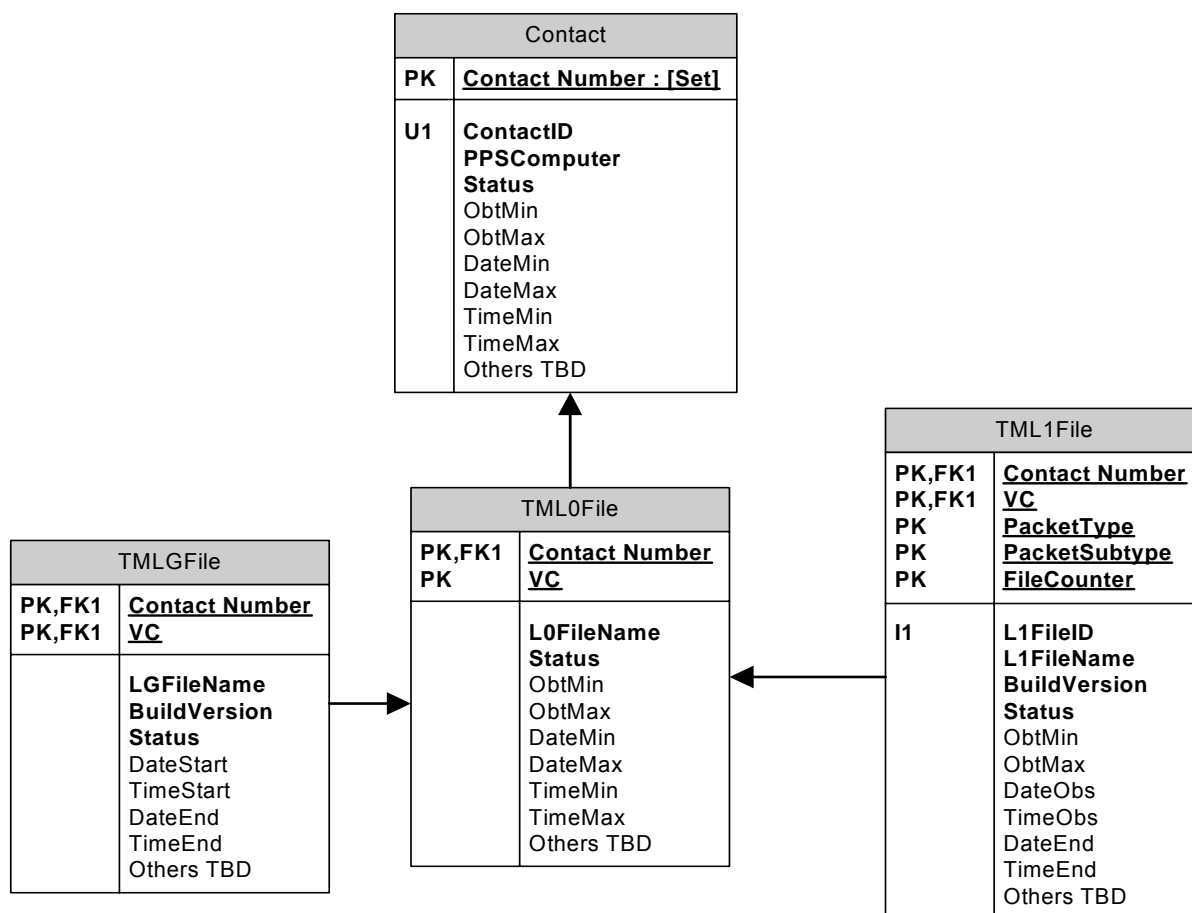 Contact
PK Contact Number : [Set]
U1 ContactID
PPSComputer
Status
ObtMin
ObtMax
DateMin
DateMax
TimeMin
TimeMax
Others TBD
TMLGFile
PK,FK1 Contact Number
PK,FK1 VC
LGFileName
BuildVersion
Status
DateStart
TimeStart
DateEnd
TimeEnd
Others TBD
TML0File
PK,FK1 Contact Number
PK VC
L0FileName
Status
ObtMin
ObtMax
DateMin
DateMax
TimeMin
TimeMax
Others TBD
TML1File
PK,FK1 Contact Number
PK,FK1 VC
PK PacketType
PK PacketSubtype
PK FileCounter
I1 L1FileID
L1FileName
BuildVersion
Status
ObtMin
ObtMax
DateObs
TimeObs
DateEnd
TimeEnd
Others TBD